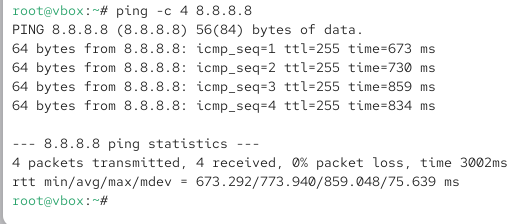 root@vbox:~# ping -c 4 8.8.8.8
PING 8.8.8.8 (8.8.8.8) 56(84) bytes of data.
64 bytes from 8.8.8.8: icmp_seq=1 ttl=255 time=673 ms
64 bytes from 8.8.8.8: icmp_seq=2 ttl=255 time=730 ms
64 bytes from 8.8.8.8: icmp_seq=3 ttl=255 time=859 ms
64 bytes from 8.8.8.8: icmp_seq=4 ttl=255 time=834 ms
--- 8.8.8.8 ping statistics ---
4 packets transmitted, 4 received, 0% packet loss, time 3002ms
rtt min/avg/max/mdev = 673.292/773.940/859.048/75.639 ms
root@vbox:~#